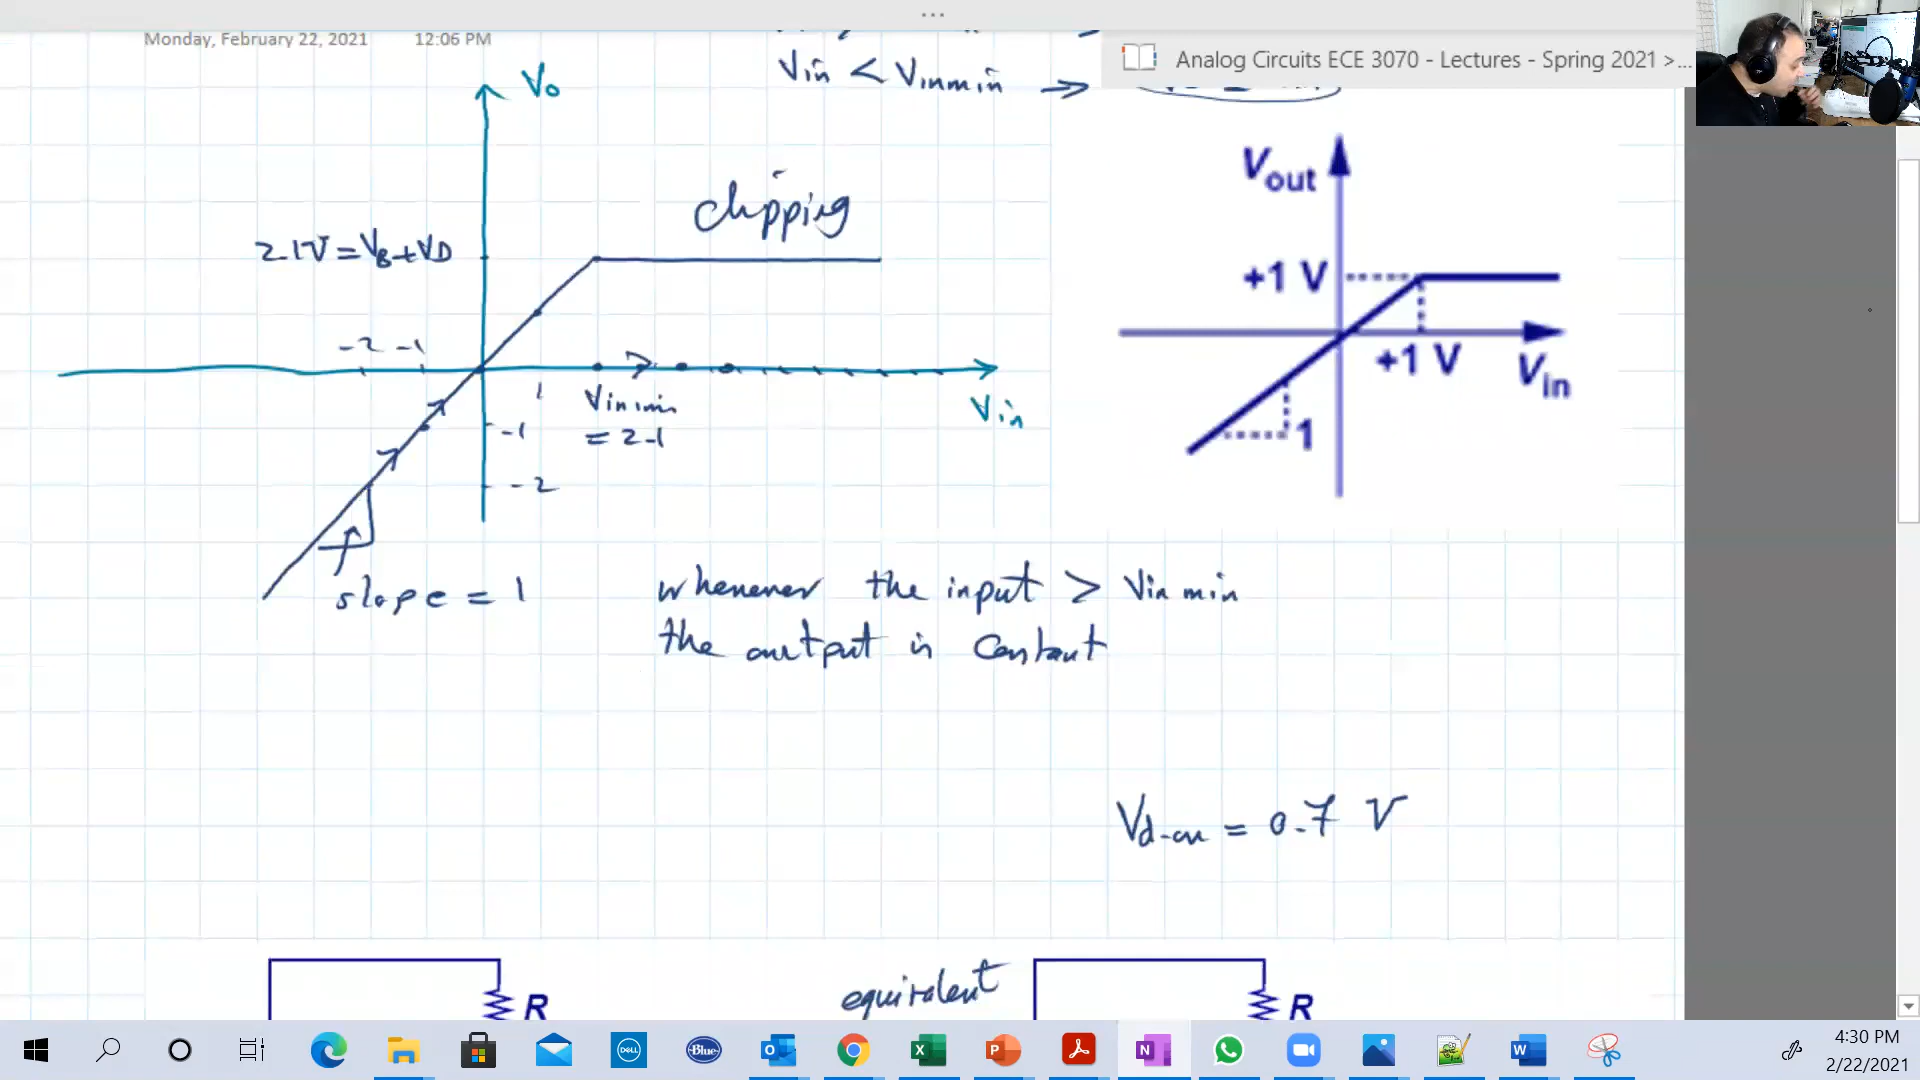 Monday, February 22, 2021 12:06 PM
Vin < Vinmin →
Analog Circuits ECE 3070 - Lectures - Spring 2021 >...
Vo
clipping
2.1V = VB + VD
-2 -1
1
Vin min
= 2-1
Vin
-1
-2
slope = 1
Vout
+1 V
+1 V
Vin
1
whenever the input > Vin min
the output is constant
Vd-on = 0.7 V
R
equivalent
R
DELL
Blue
4:30 PM
2/22/2021